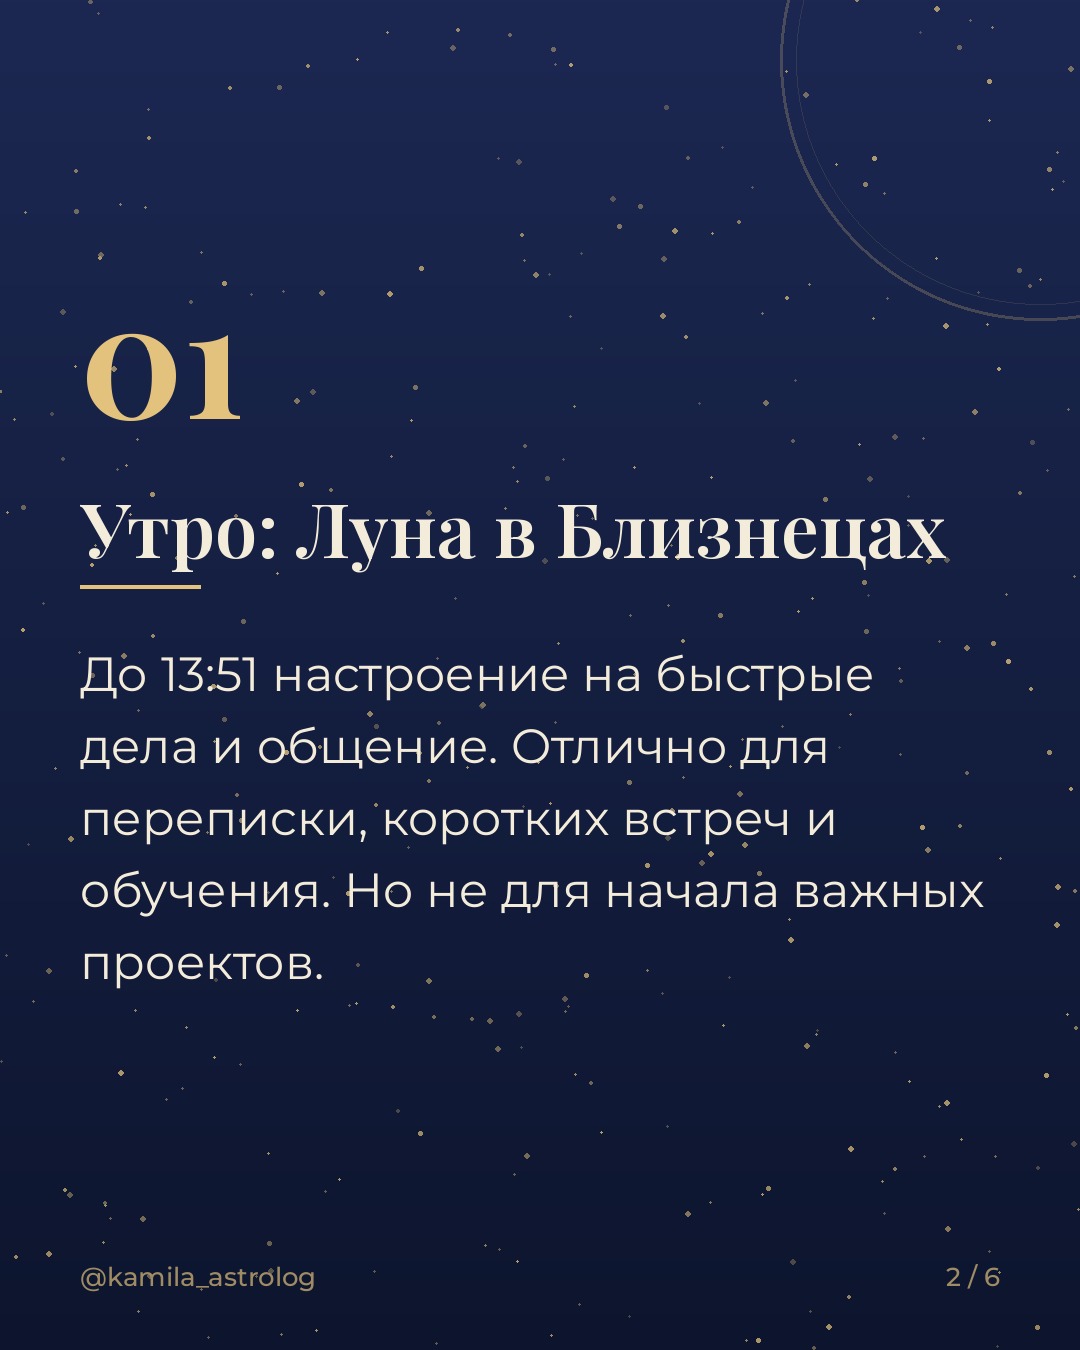 01
Утро: Луна в Близнецах
До 13:51 настроение на быстрые
дела и общение. Отлично для
переписки, коротких встреч и
обучения. Но не для начала важных
проектов.
@kamila_astrolog
2 / 6